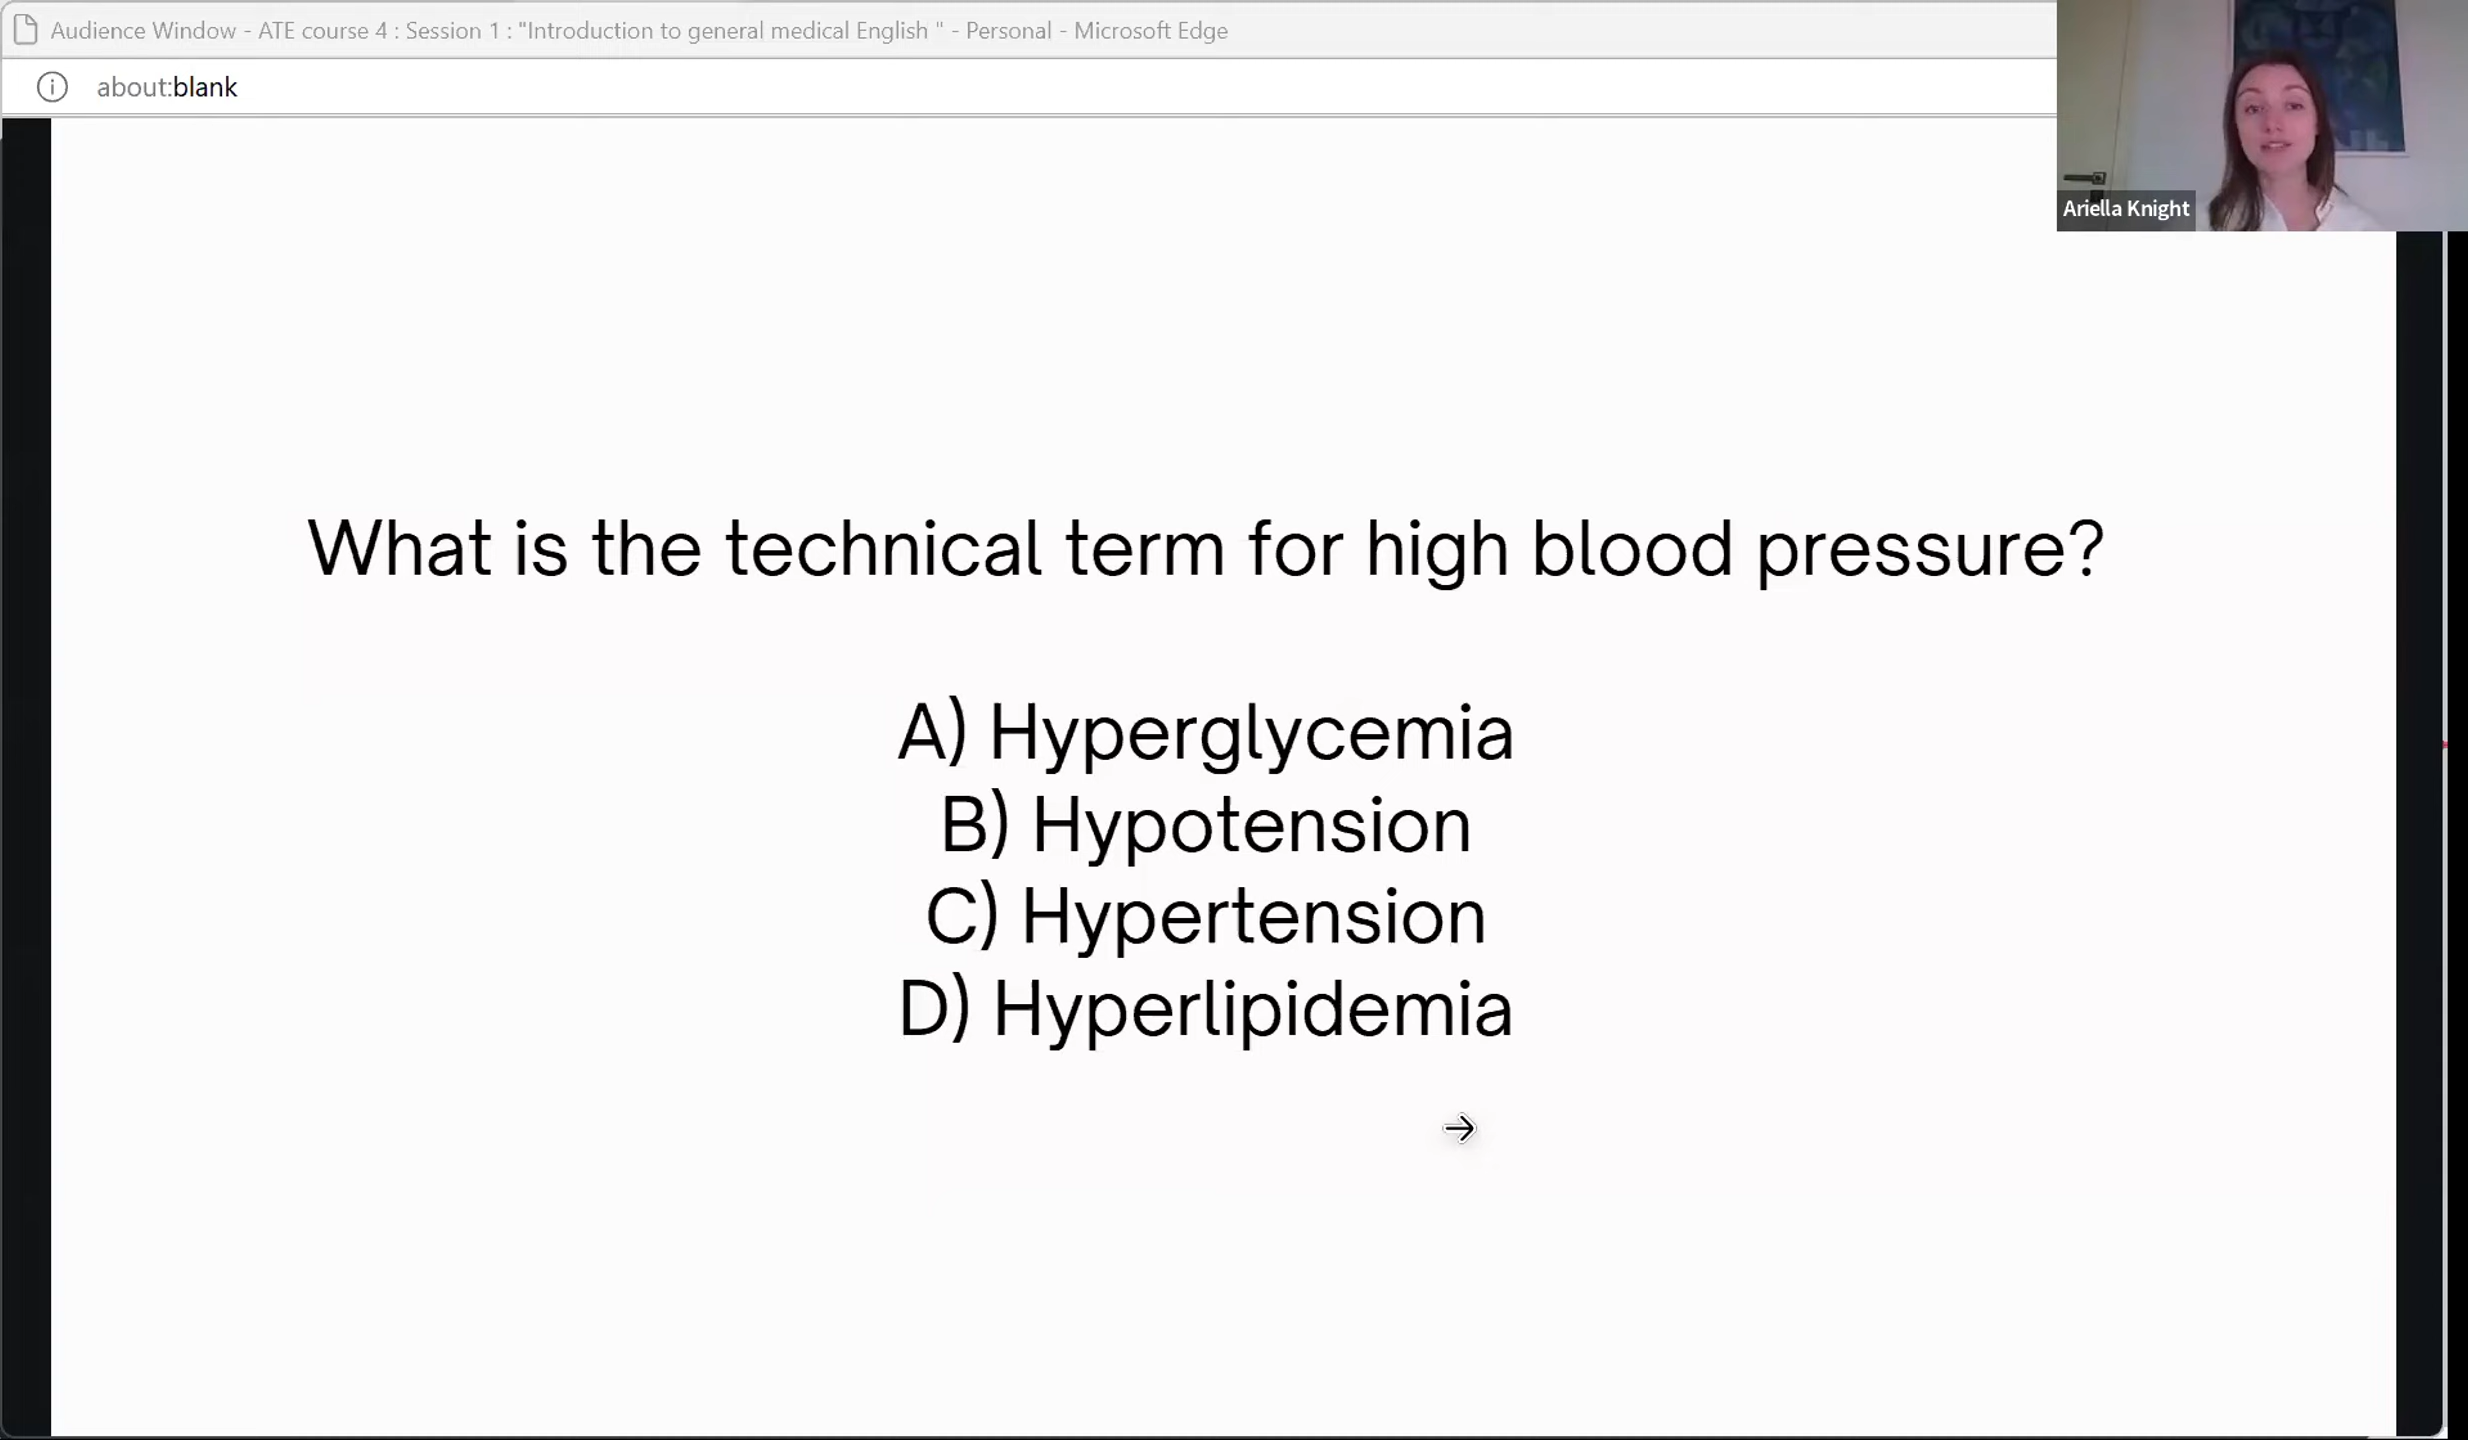 Audience Window - ATE course 4 : Session 1 : "Introduction to general medical English " - Personal - Microsoft Edge
about:blank
Ariella Knight
What is the technical term for high blood pressure?
A) Hyperglycemia
B) Hypotension
C) Hypertension
D) Hyperlipidemia